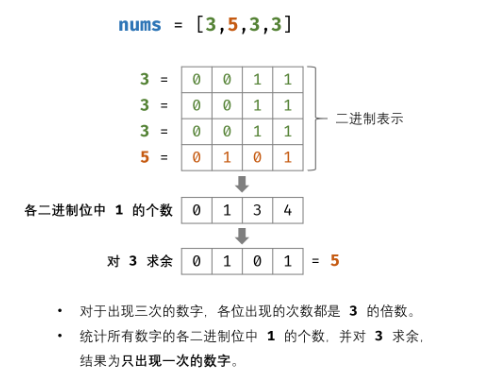 nums = [3,5,3,3]
3 = 0 0 1 1
3 = 0 0 1 1
3 = 0 0 1 1
5 = 0 1 0 1
二进制表示
各二进制位中 1 的个数 0 1 3 4
对 3 求余 0 1 0 1 = 5
• 对于出现三次的数字，各位出现的次数都是 3 的倍数。
• 统计所有数字的各二进制位中 1 的个数，并对 3 求余，
结果为只出现一次的数字。